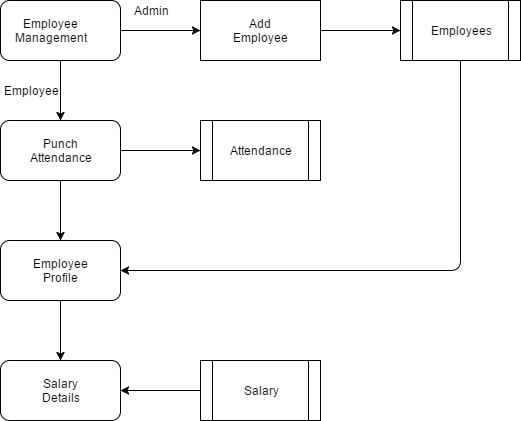 Employee
Management
Admin
Add
Employee
Employees
Employee
Punch
Attendance
Attendance
Employee
Profile
Salary
Details
Salary